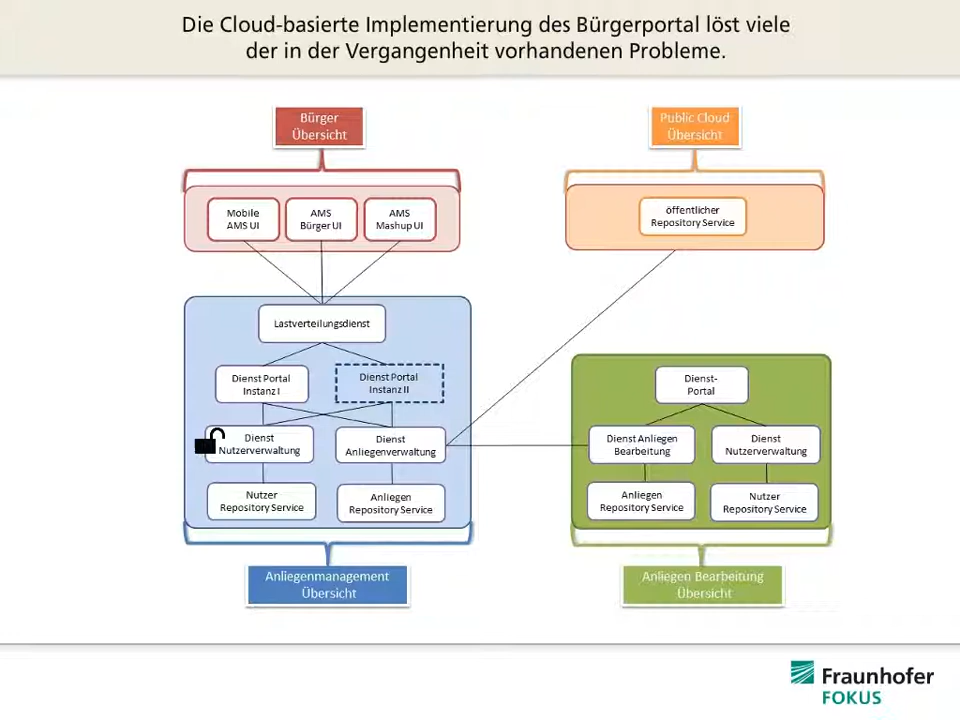 Die Cloud-basierte Implementierung des Bürgerportal löst viele
der in der Vergangenheit vorhandenen Probleme.
Bürger
Übersicht
Public Cloud
Übersicht
Mobile
AMS UI
AMS
Bürger UI
AMS
Mashup UI
öffentlicher
Repository Service
Lastverteilungsdienst
Dienst Portal
Instanz I
Dienst Portal
Instanz II
Dienst
Nutzerverwaltung
Dienst
Anliegenverwaltung
Nutzer
Repository Service
Anliegen
Repository Service
Dienst-
Portal
Dienst Anliegen
Bearbeitung
Dienst
Nutzerverwaltung
Anliegen
Repository Service
Nutzer
Repository Service
Anliegenmanagement
Übersicht
Anliegen Bearbeitung
Übersicht
Fraunhofer
FOKUS